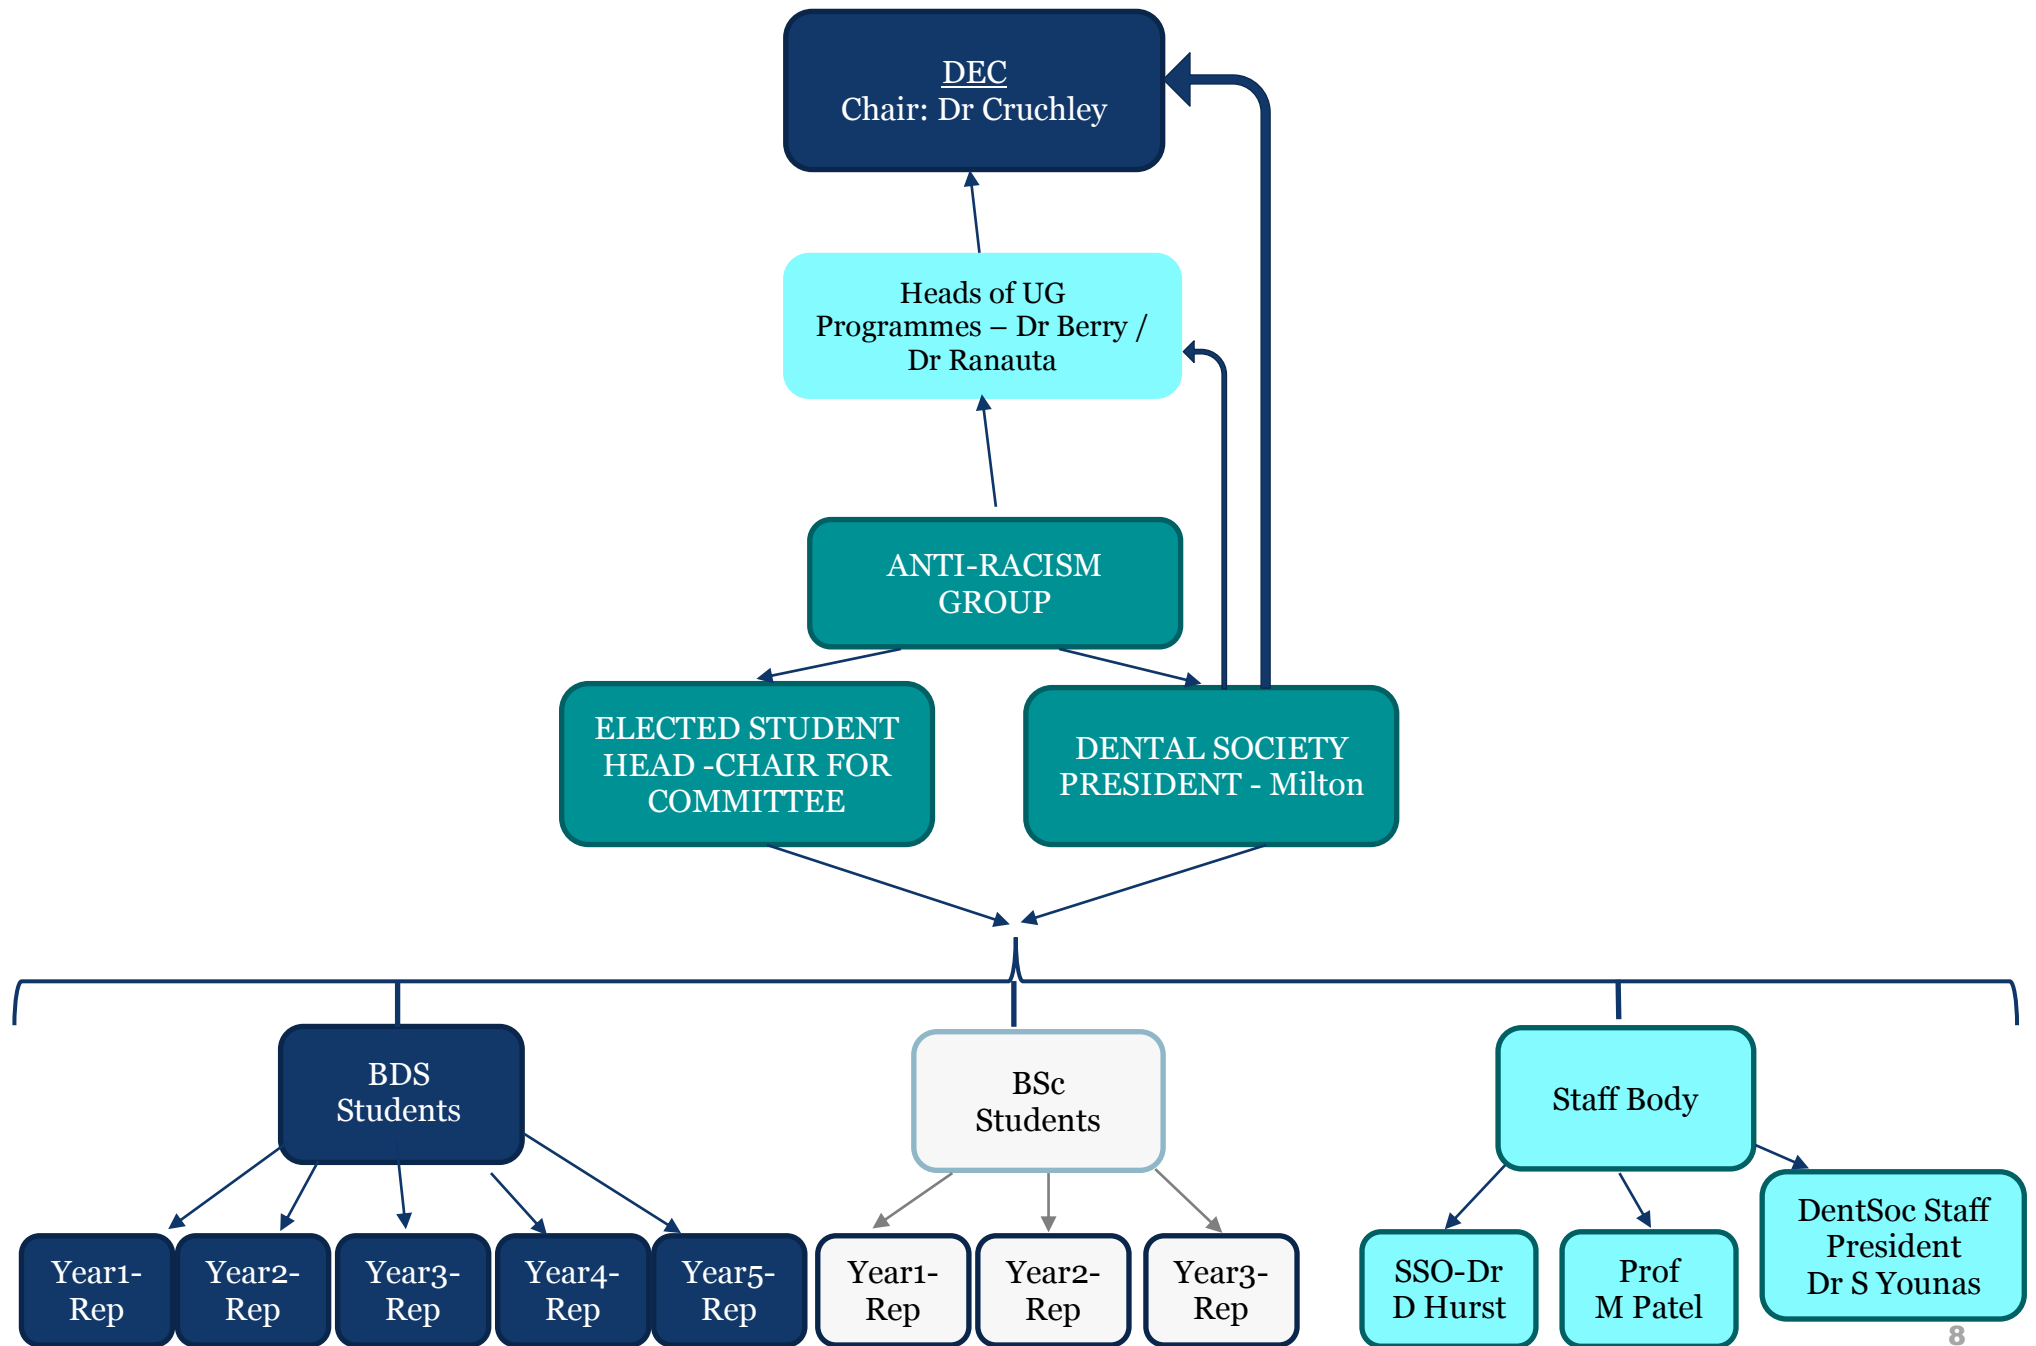 DEC
Chair: Dr Cruchley
Heads of UG
Programmes – Dr Berry /
Dr Ranauta
ANTI-RACISM
GROUP
ELECTED STUDENT
HEAD -CHAIR FOR
COMMITTEE
DENTAL SOCIETY
PRESIDENT - Milton
BDS
Students
BSc
Students
Staff Body
Year1-
Rep
Year2-
Rep
Year3-
Rep
Year4-
Rep
Year5-
Rep
Year1-
Rep
Year2-
Rep
Year3-
Rep
SSO-Dr
D Hurst
Prof
M Patel
DentSoc Staff
President
Dr S Younas
8